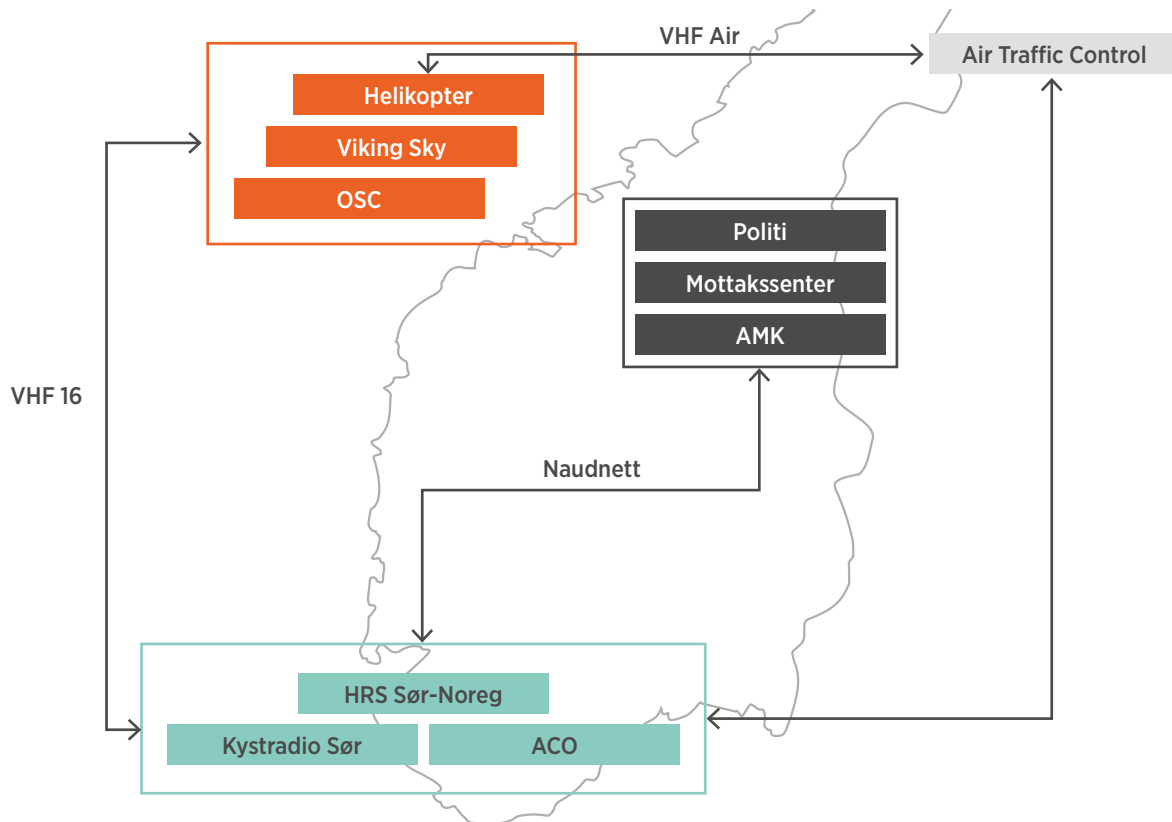 VHF Air
Air Traffic Control
Helikopter
Viking Sky
OSC
Politi
Mottakssenter
AMK
VHF 16
Naudnett
HRS Sør-Noreg
Kystradio Sør
ACO